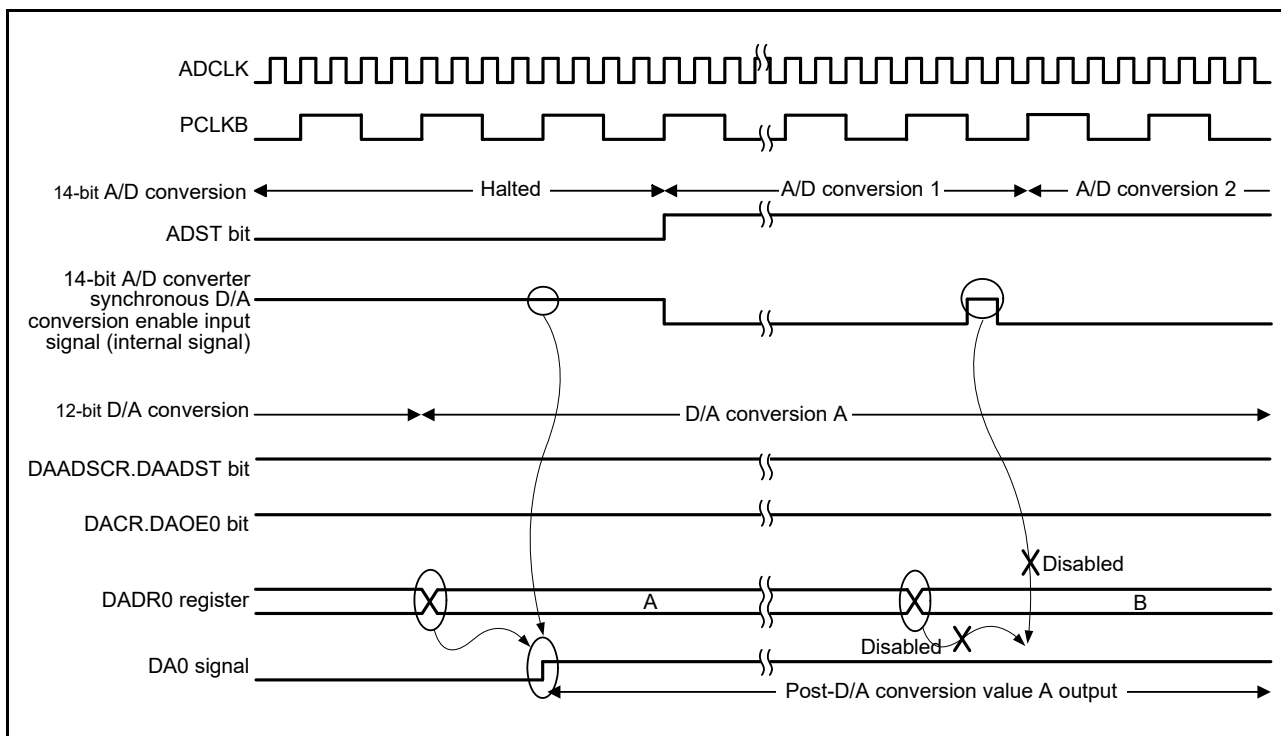 ADCLK
PCLKB
14-bit A/D conversion
Halted
A/D conversion 1
A/D conversion 2
ADST bit
14-bit A/D converter
synchronous D/A
conversion enable input
signal (internal signal)
12-bit D/A conversion
D/A conversion A
DAADSCR.DAADST bit
DACR.DAOE0 bit
Disabled
DADR0 register
A
B
Disabled
DA0 signal
Post-D/A conversion value A output